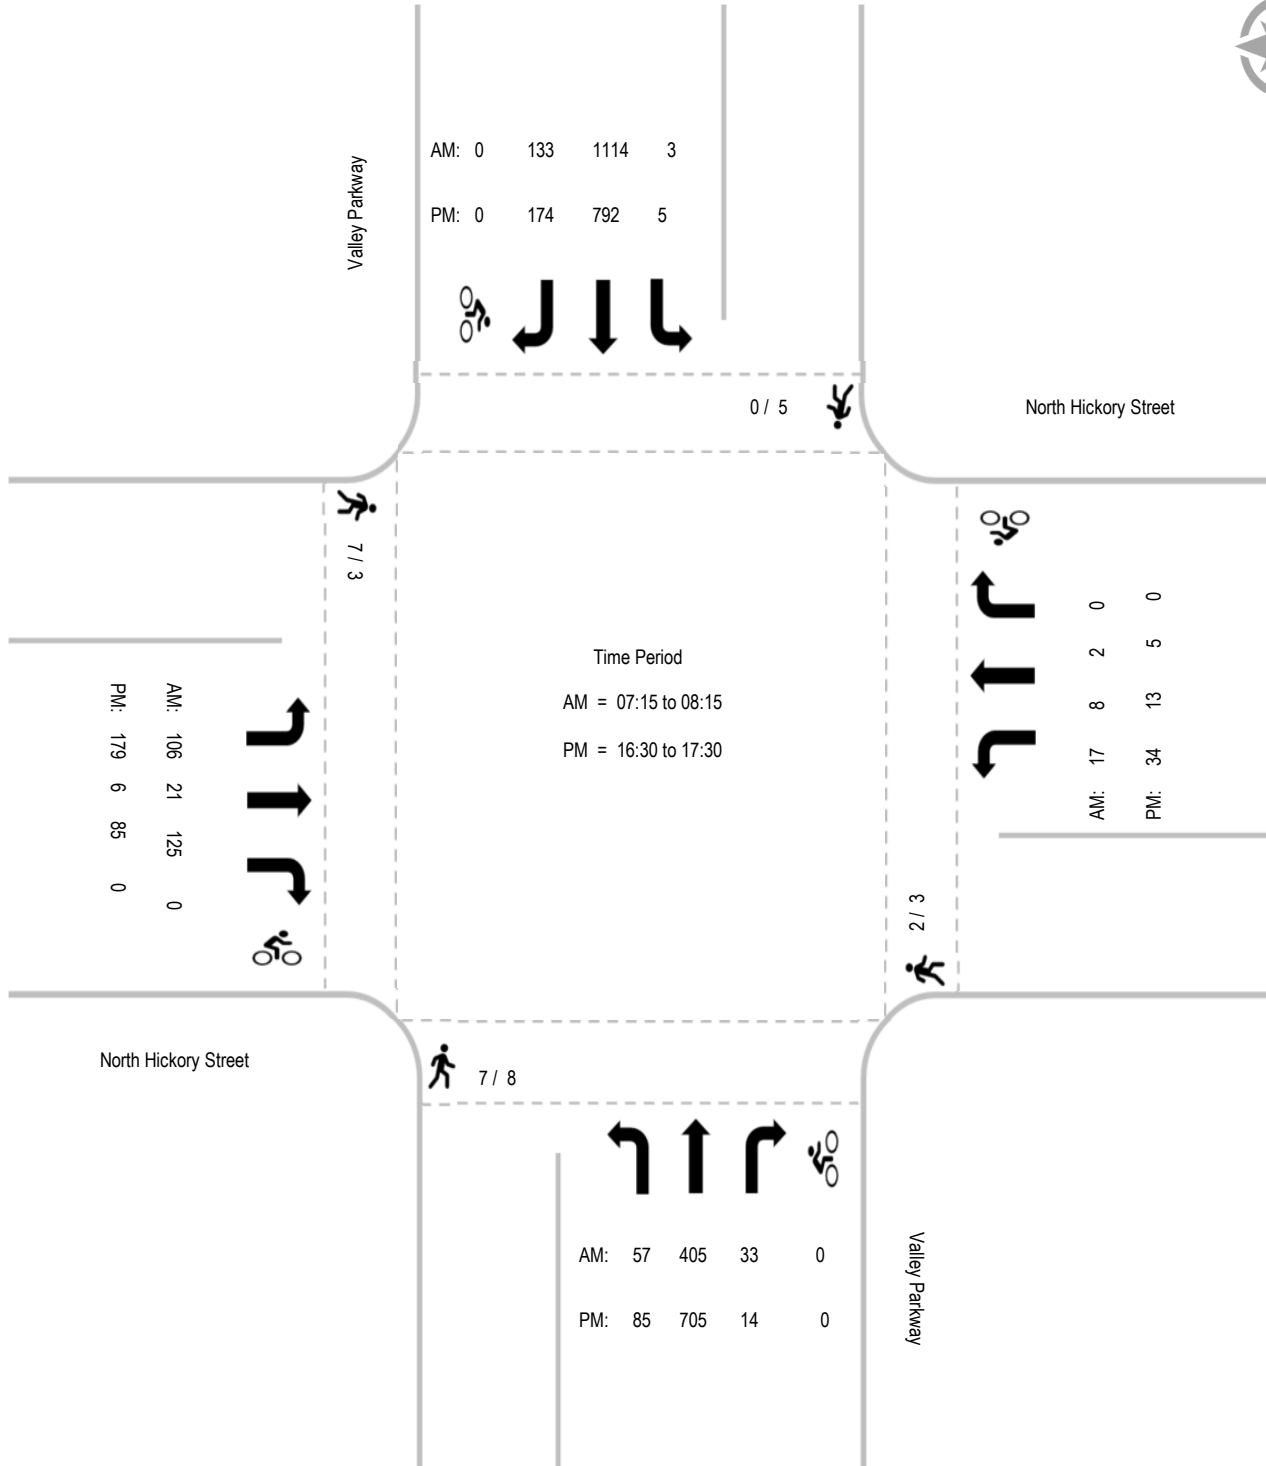 Valley Parkway
AM: 0 133 1114 3
PM: 0 174 792 5
0 / 5
North Hickory Street
7 / 3
Time Period
AM = 07:15 to 08:15
PM = 16:30 to 17:30
AM: 106 21 125 0
PM: 179 6 85 0
AM: 17 8 2 0
PM: 34 13 5 0
2 / 3
North Hickory Street
7 / 8
AM: 57 405 33 0
PM: 85 705 14 0
Valley Parkway